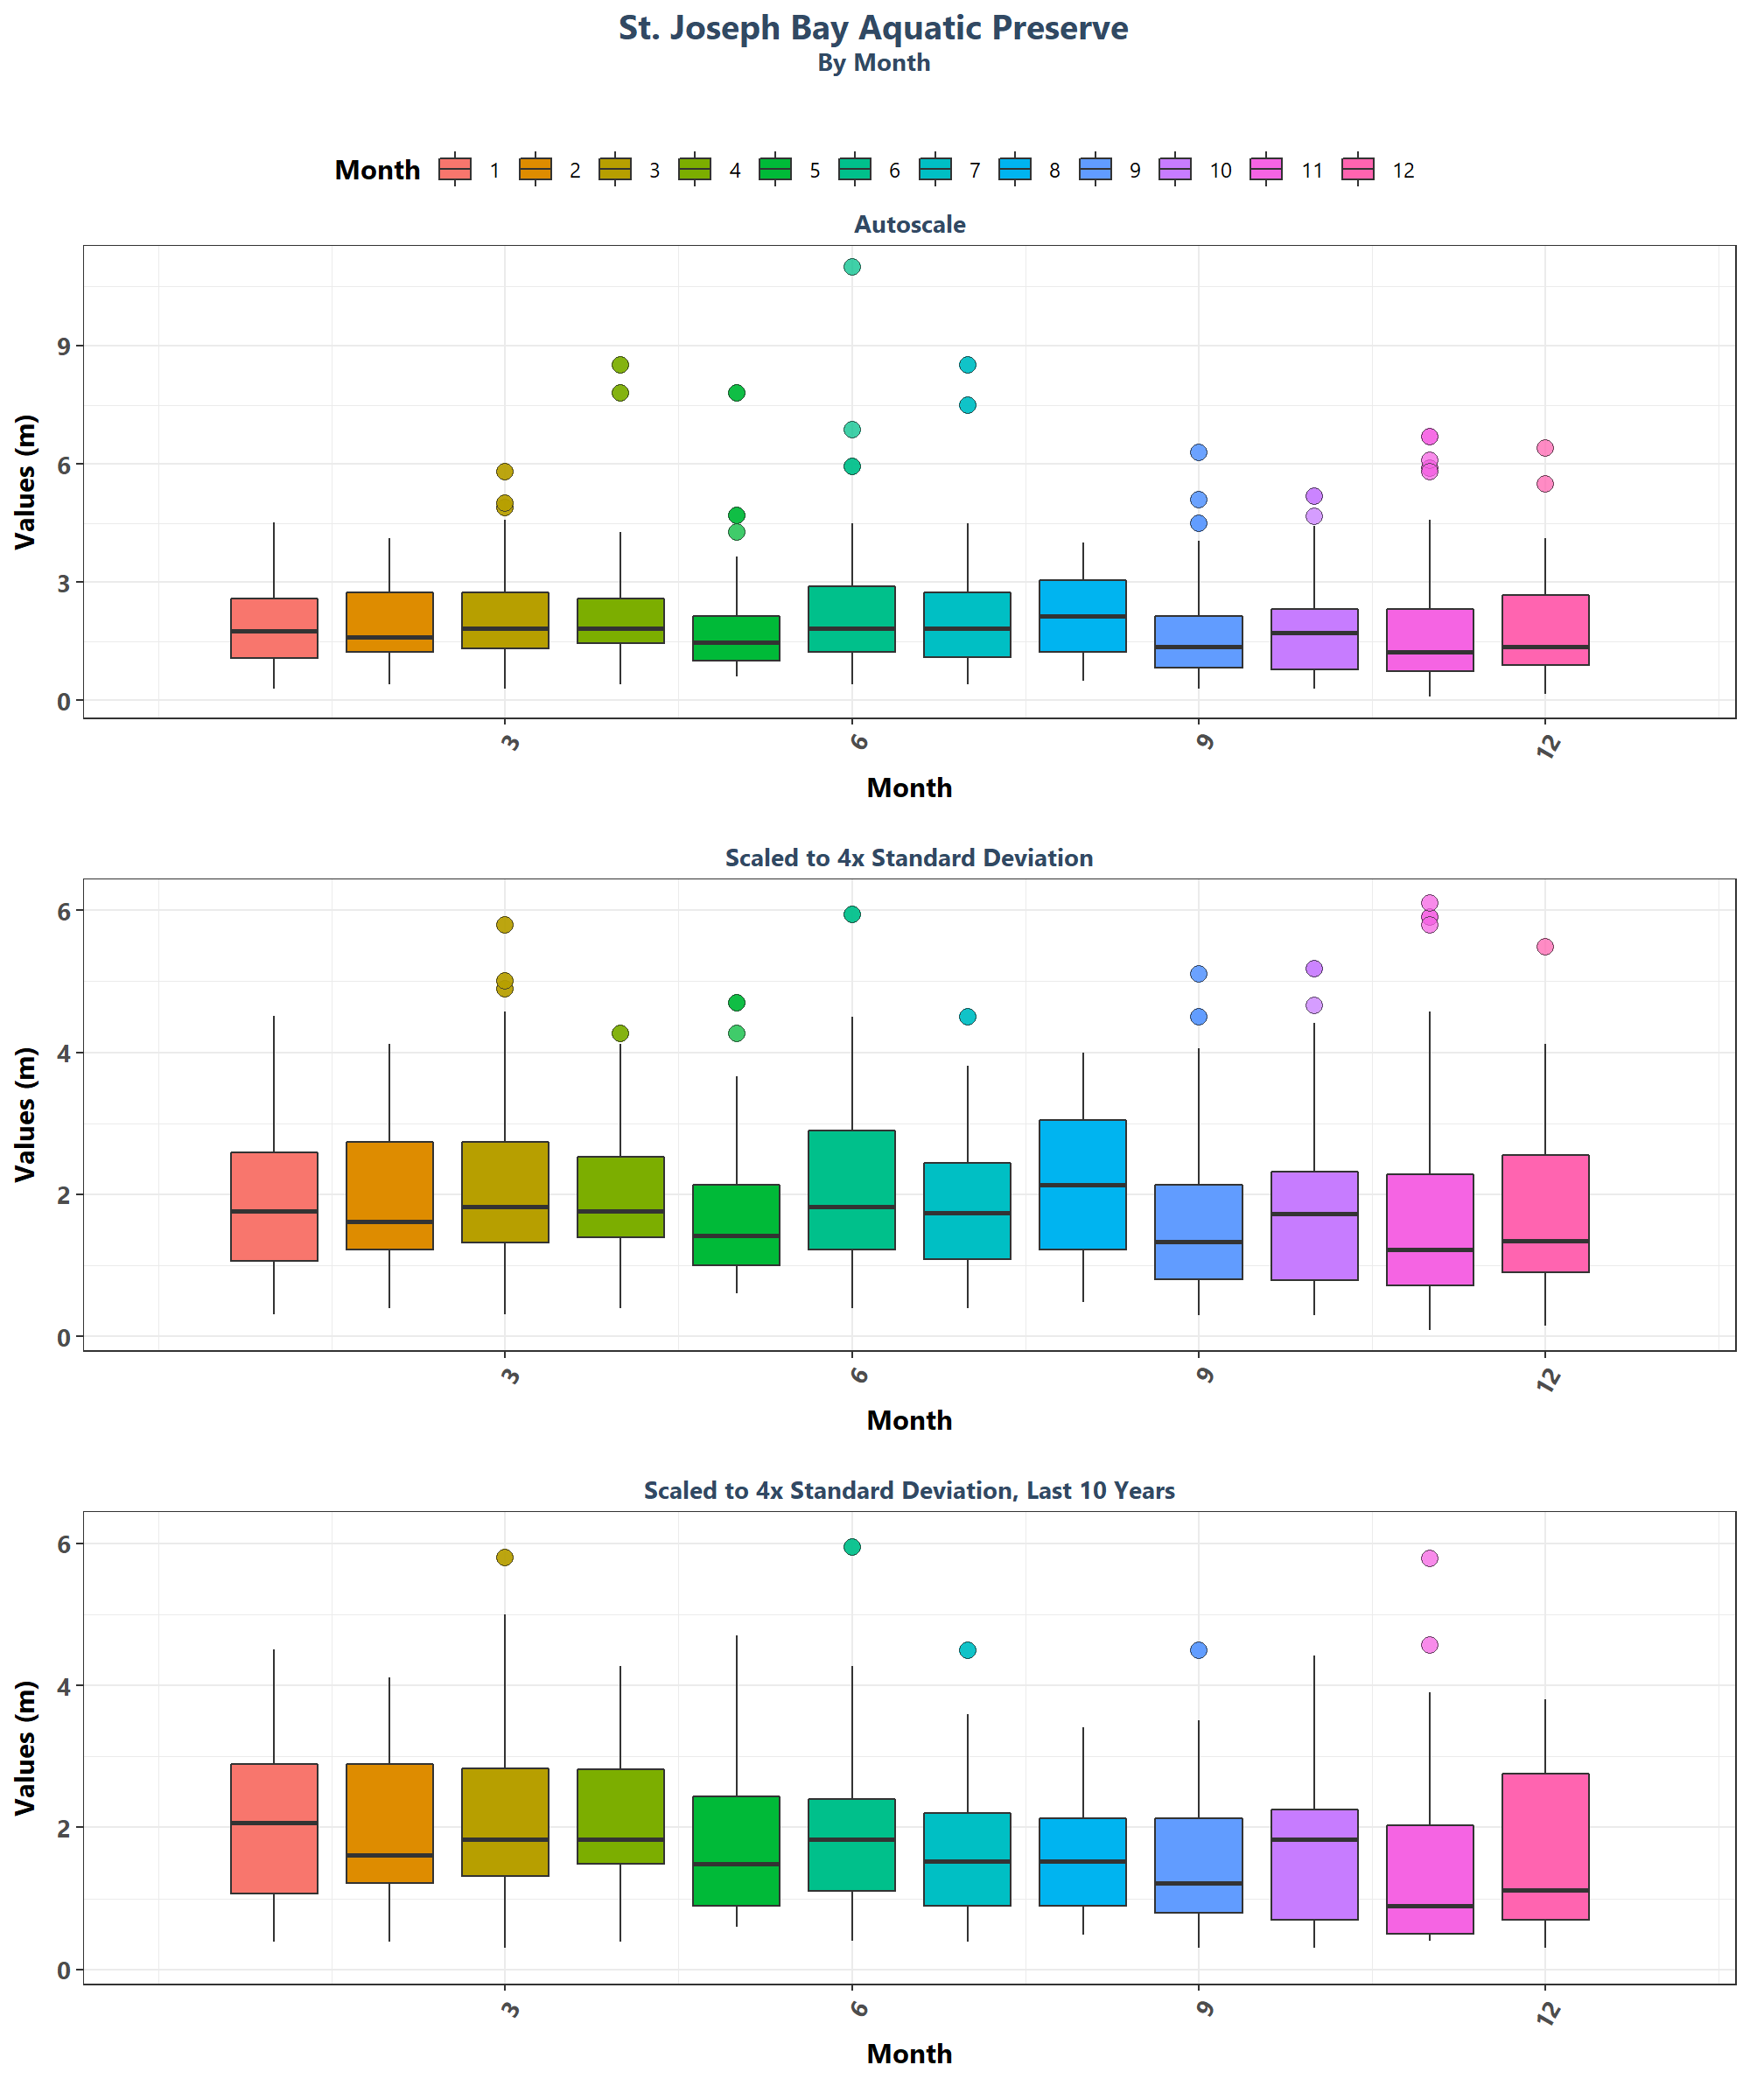 St. Joseph Bay Aquatic Preserve
By Month
Month 1 2 3 4 5 6 7 8 9 10 11 12
Autoscale
Values (m)
9
6
3
0
3 6 9 12
Month
Scaled to 4x Standard Deviation
Values (m)
6
4
2
0
3 6 9 12
Month
Scaled to 4x Standard Deviation, Last 10 Years
Values (m)
6
4
2
0
3 6 9 12
Month